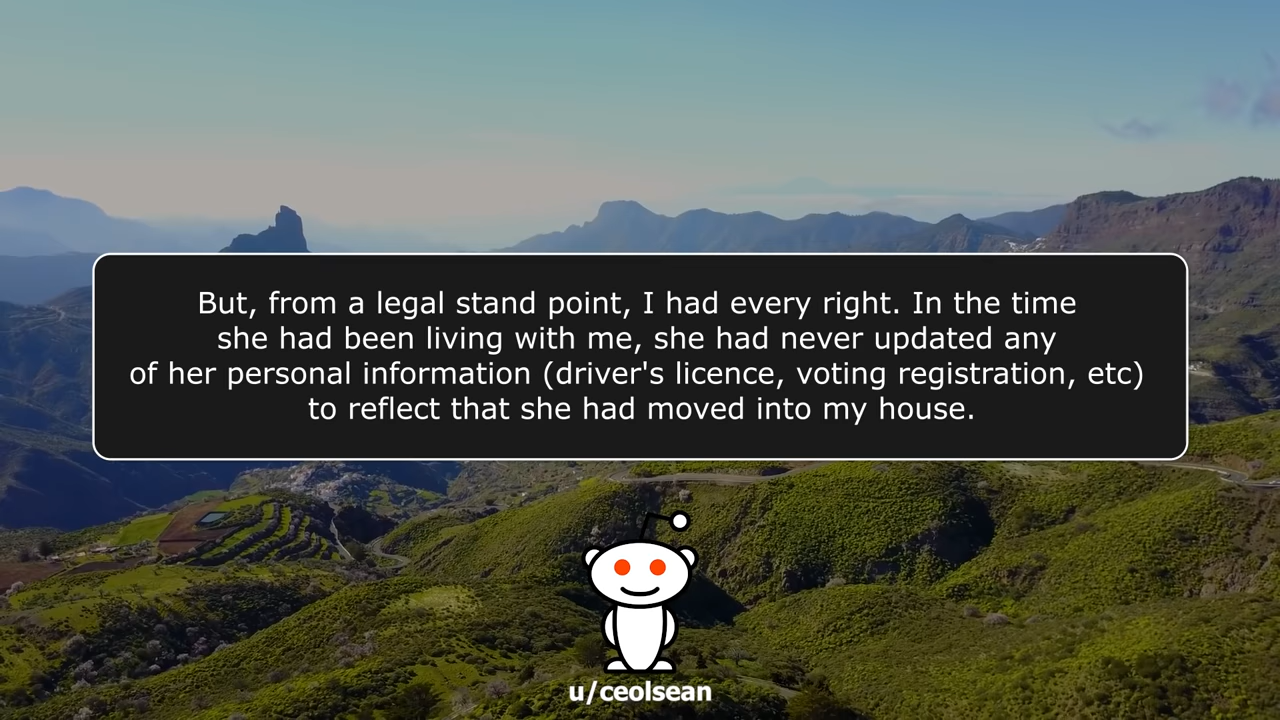 But, from a legal stand point, I had every right. In the time
she had been living with me, she had never updated any
of her personal information (driver's licence, voting registration, etc)
to reflect that she had moved into my house.
u/ceolsean